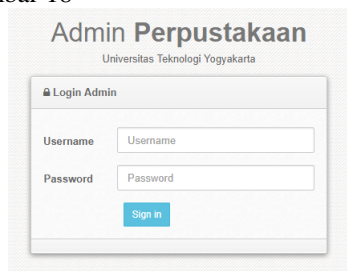 Admin Perpustakaan
Universitas Teknologi Yogyakarta
Login Admin
Username Username
Password Password
Sign in